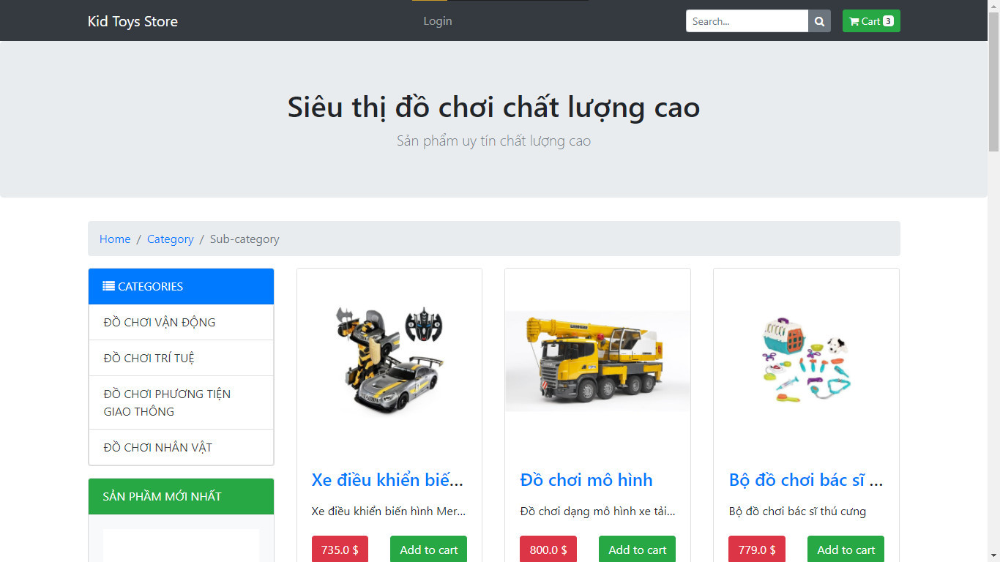 Kid Toys Store
Login
Search...
Cart 3
Siêu thị đồ chơi chất lượng cao
Sản phẩm uy tín chất lượng cao
Home / Category / Sub-category
CATEGORIES
ĐỒ CHƠI VẬN ĐỘNG
ĐỒ CHƠI TRÍ TUỆ
ĐỒ CHƠI PHƯƠNG TIỆN
GIAO THÔNG
ĐỒ CHƠI NHÂN VẬT
SẢN PHẦM MỚI NHẤT
Xe điều khiển biế...
Xe điều khiển biến hình Mer...
735.0 $ Add to cart
LIEBHERR
Đồ chơi mô hình
Đồ chơi dạng mô hình xe tải...
800.0 $ Add to cart
Bộ đồ chơi bác sĩ ...
Bộ đồ chơi bác sĩ thú cưng
779.0 $ Add to cart